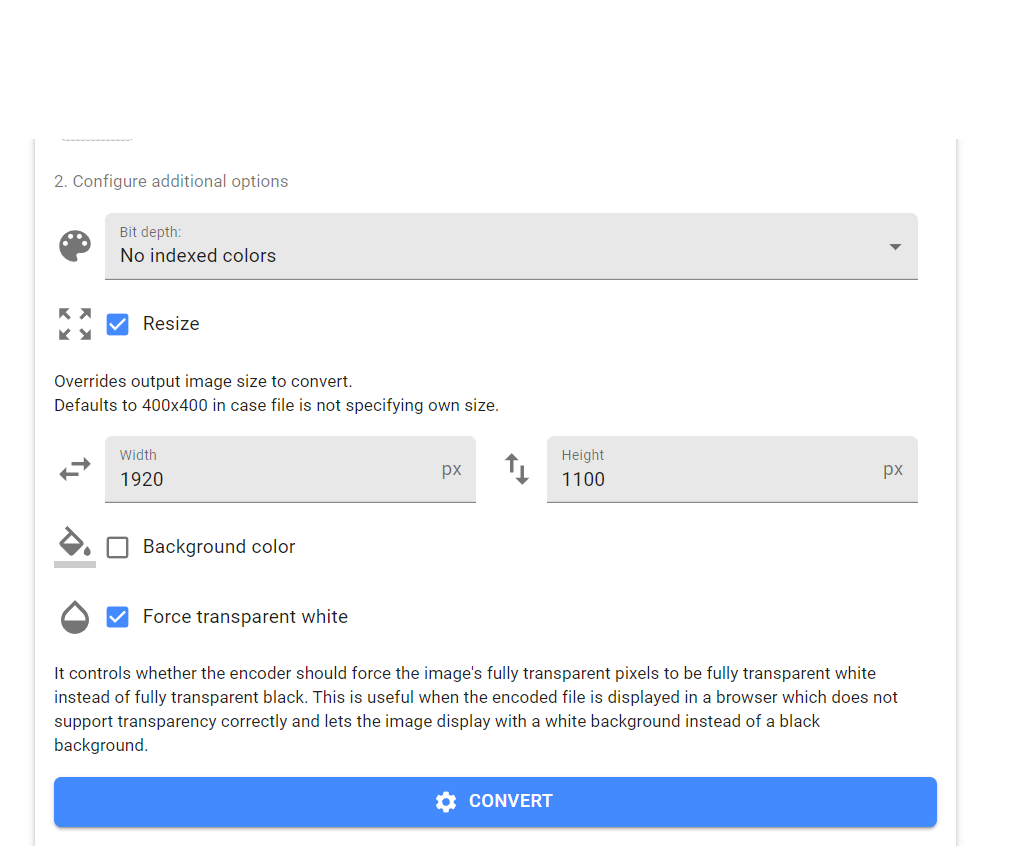 2. Configure additional options
Bit depth:
No indexed colors
Resize
Overrides output image size to convert.
Defaults to 400x400 in case file is not specifying own size.
Width
1920
px
Height
1100
px
Background color
Force transparent white
It controls whether the encoder should force the image's fully transparent pixels to be fully transparent white
instead of fully transparent black. This is useful when the encoded file is displayed in a browser which does not
support transparency correctly and lets the image display with a white background instead of a black
background.
CONVERT